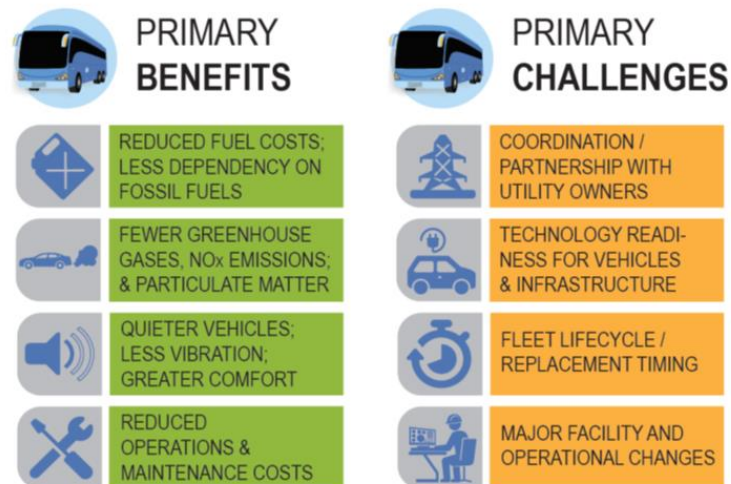 PRIMARY
BENEFITS
REDUCED FUEL COSTS;
LESS DEPENDENCY ON
FOSSIL FUELS
FEWER GREENHOUSE
GASES, NOx EMISSIONS;
& PARTICULATE MATTER
QUIETER VEHICLES;
LESS VIBRATION;
GREATER COMFORT
REDUCED
OPERATIONS &
MAINTENANCE COSTS
PRIMARY
CHALLENGES
COORDINATION /
PARTNERSHIP WITH
UTILITY OWNERS
TECHNOLOGY READI-
NESS FOR VEHICLES
& INFRASTRUCTURE
FLEET LIFECYCLE /
REPLACEMENT TIMING
MAJOR FACILITY AND
OPERATIONAL CHANGES